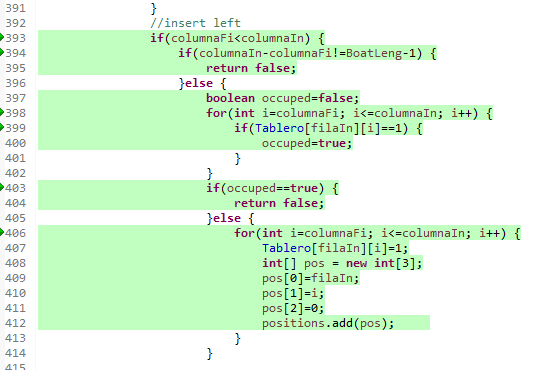 391 }
392 //insert left
393 if(columnaFi<columnaIn) {
394 if(columnaIn-columnaFi!=BoatLeng-1) {
395 return false;
396 }else {
397 boolean occuped=false;
398 for(int i=columnaFi; i<=columnaIn; i++) {
399 if(Tablero[filaIn][i]==1) {
400 occuped=true;
401 }
402 }
403 if(occuped==true) {
404 return false;
405 }else {
406 for(int i=columnaFi; i<=columnaIn; i++) {
407 Tablero[filaIn][i]=1;
408 int[] pos = new int[3];
409 pos[0]=filaIn;
410 pos[1]=i;
411 pos[2]=0;
412 positions.add(pos);
413 }
414 }
415